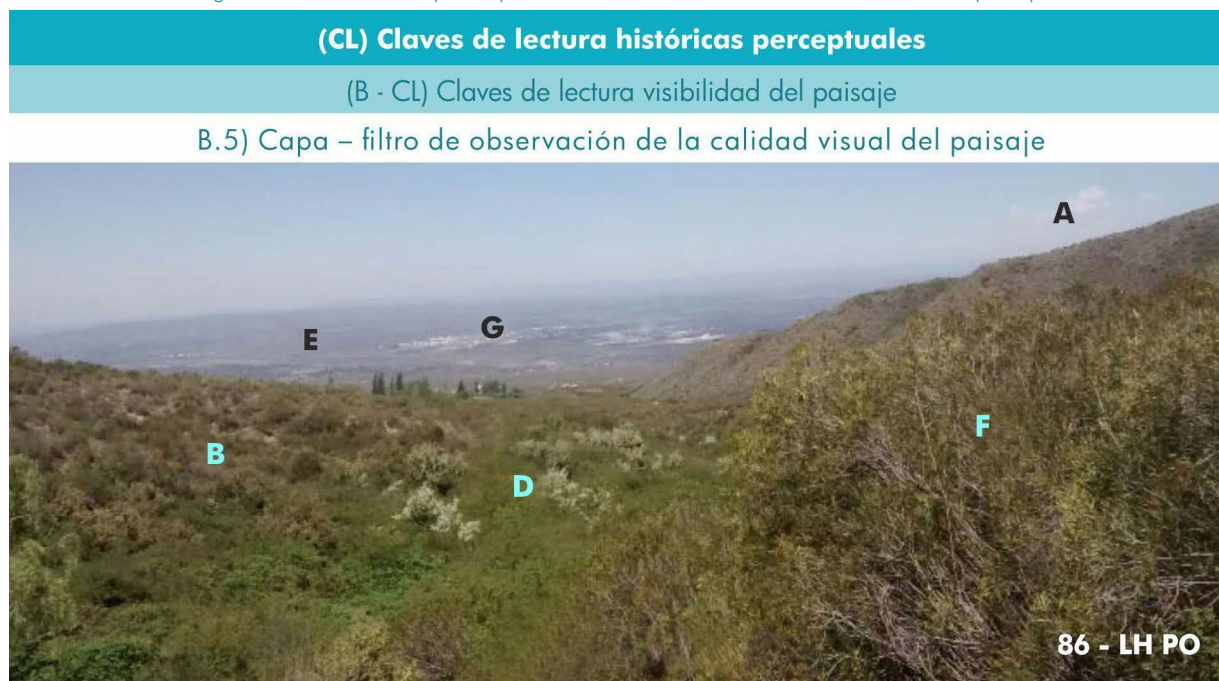 (CL) Claves de lectura históricas perceptuales
(B - CL) Claves de lectura visibilidad del paisaje
B.5) Capa – filtro de observación de la calidad visual del paisaje
A
E
G
B
F
D
86 - LH PO